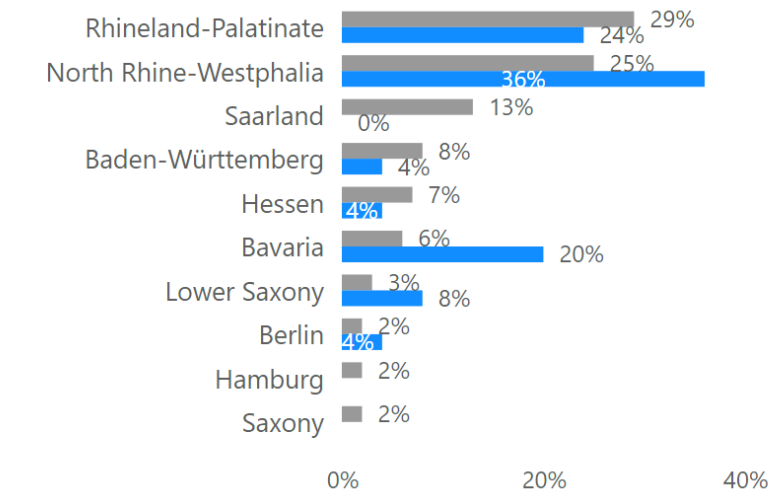 Rhineland-Palatinate 29%
24%
North Rhine-Westphalia 25%
36%
Saarland 13%
0%
Baden-Württemberg 8%
4%
Hessen 7%
4%
Bavaria 6%
20%
Lower Saxony 3%
8%
Berlin 2%
4%
Hamburg 2%
Saxony 2%
0% 20% 40%